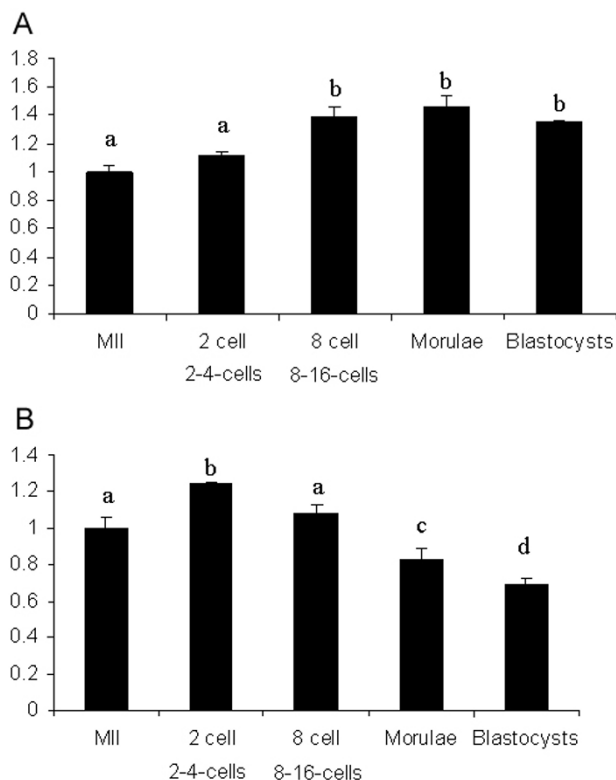 A
1.8
1.6
b
b
b
1.4
1.2
a
a
1
0.8
0.6
0.4
0.2
0
MII 2 cell 8 cell Morulae Blastocysts
2-4-cells 8-16-cells
B
1.4
b
1.2
a
a
1
c
0.8
d
0.6
0.4
0.2
0
MII 2 cell 8 cell Morulae Blastocysts
2-4-cells 8-16-cells